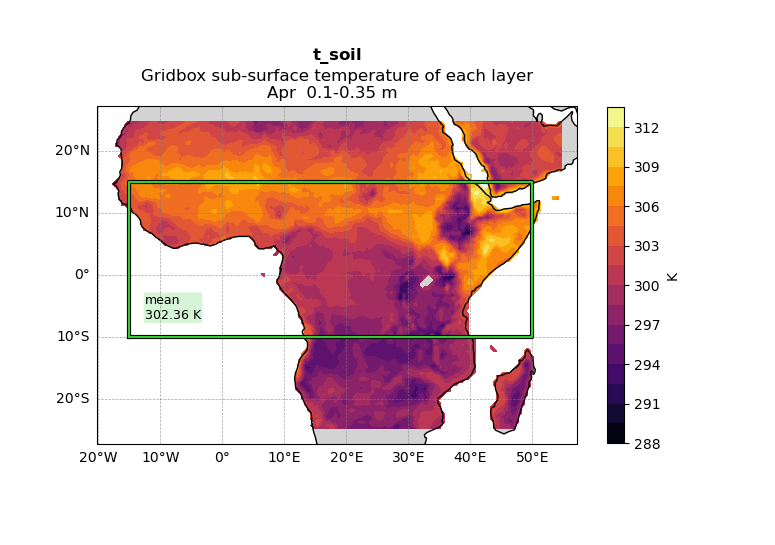 t_soil
Gridbox sub-surface temperature of each layer
Apr  0.1-0.35 m
20°N
10°N
0°
10°S
20°S
mean
302.36 K
20°W
10°W
0°
10°E
20°E
30°E
40°E
50°E
312
309
306
303
300
297
294
291
288
K